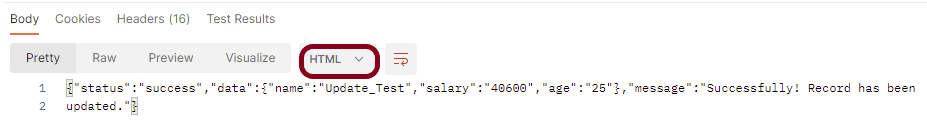 Body Cookies Headers (16) Test Results
Pretty Raw Preview Visualize HTML
1 {"status":"success","data":{"name":"Update_Test","salary":"40600","age":"25"},"message":"Successfully! Record has been
2 updated."}